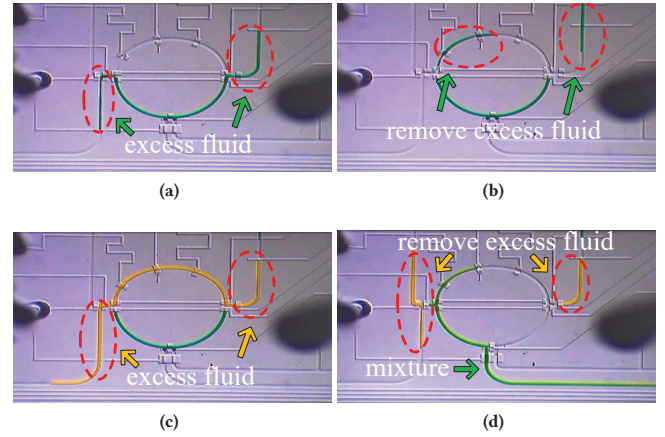 excess fluid
(a)
remove excess fluid
(b)
excess fluid
(c)
remove excess fluid
mixture
(d)